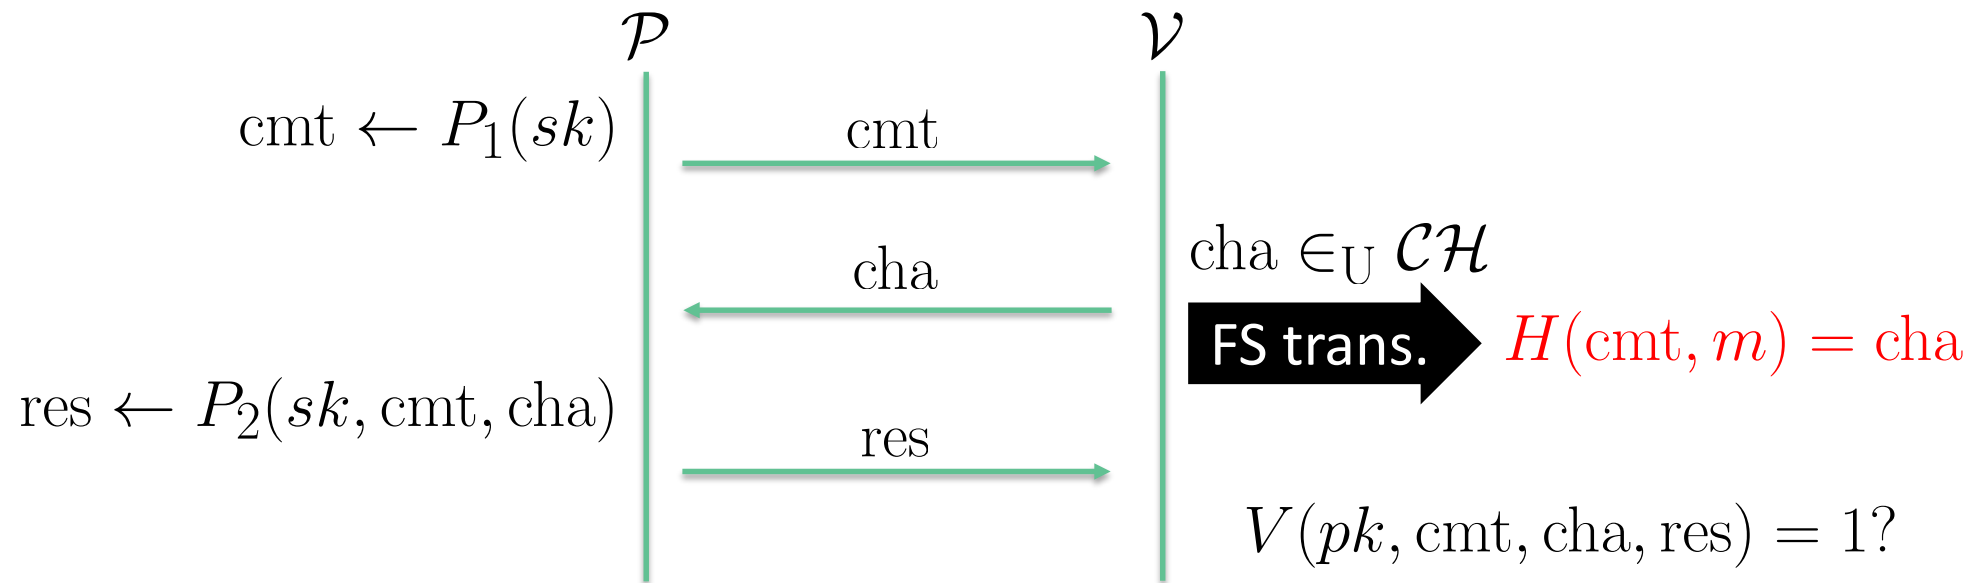 𝒫 𝒱
cmt ← P₁(sk)
cmt
cha ∈_U 𝒞ℋ
cha
FS trans.
H(cmt, m) = cha
res ← P₂(sk, cmt, cha)
res
V(pk, cmt, cha, res) = 1?